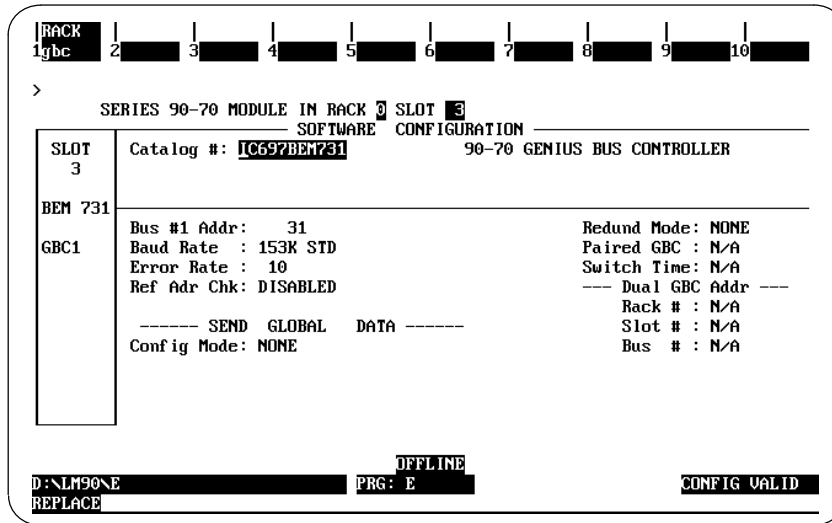 RACK
1gbc 2 3 4 5 6 7 8 9 10
>
SERIES 90-70 MODULE IN RACK 0 SLOT 3
SOFTWARE CONFIGURATION
SLOT Catalog #: IC697BEM731 90-70 GENIUS BUS CONTROLLER
3
BEM 731
Bus #1 Addr: 31 Redund Mode: NONE
GBC1 Baud Rate : 153K STD Paired GBC : N/A
Error Rate : 10 Switch Time: N/A
Ref Adr Chk: DISABLED --- Dual GBC Addr ---
Rack # : N/A
------ SEND GLOBAL DATA ------ Slot # : N/A
Config Mode: NONE Bus # : N/A
OFFLINE
D:\LM90\E PRG: E CONFIG VALID
REPLACE